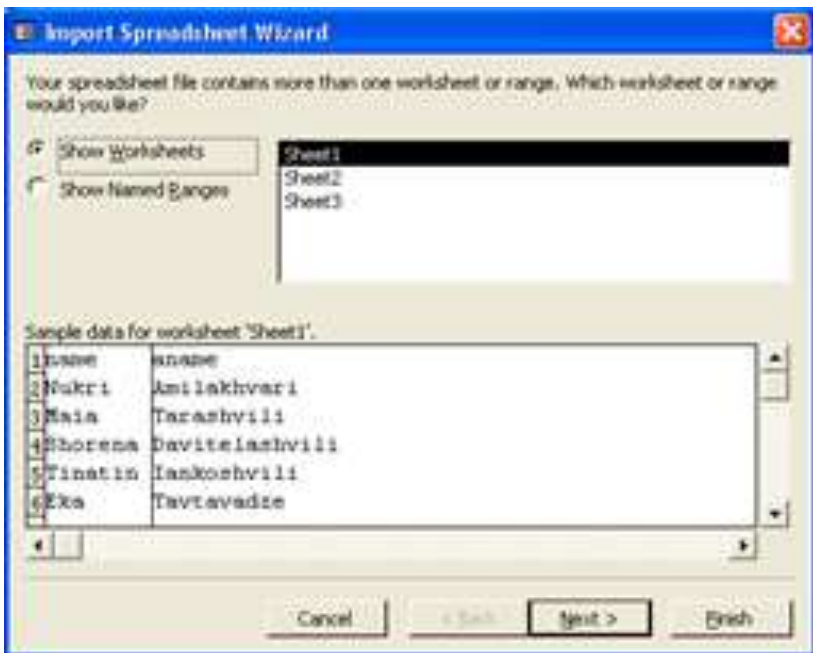 Import Spreadsheet Wizard
Your spreadsheet file contains more than one worksheet or range. Which worksheet or range
would you like?
Show Worksheets
Show Named Ranges
Sheet1
Sheet2
Sheet3
Sample data for worksheet 'Sheet1'.
1 name aname
2 Nukri Amilakhvari
3 Maia Tarashvili
4 Shorena Davitelashvili
5 Tinatin Iankoshvili
6 Eka Tavtavadze
Cancel < Back Next > Finish